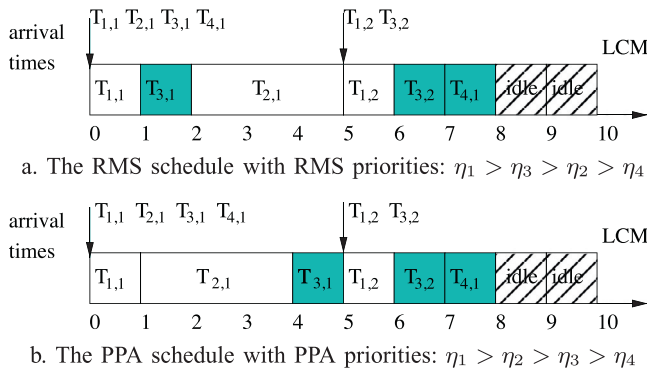 T1,1 T2,1 T3,1 T4,1 T1,2 T3,2
arrival times
LCM
T1,1 T3,1 T2,1 T1,2 T3,2 T4,1 idle idle
0 1 2 3 4 5 6 7 8 9 10
a. The RMS schedule with RMS priorities: η1 > η3 > η2 > η4
T1,1 T2,1 T3,1 T4,1 T1,2 T3,2
arrival times
LCM
T1,1 T2,1 T3,1 T1,2 T3,2 T4,1 idle idle
0 1 2 3 4 5 6 7 8 9 10
b. The PPA schedule with PPA priorities: η1 > η2 > η3 > η4